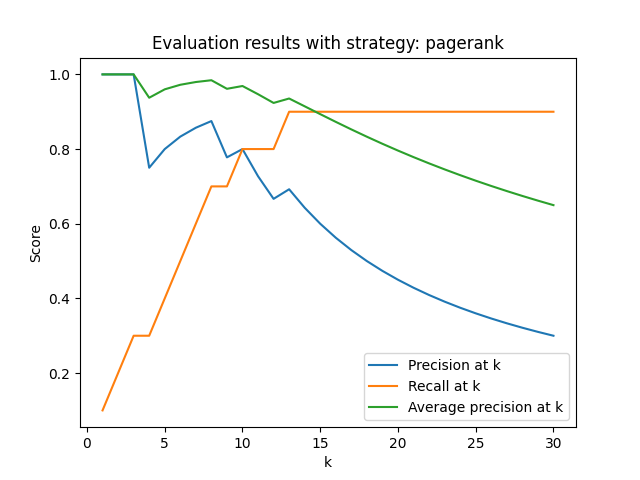 Evaluation results with strategy: pagerank
1.0
0.8
0.6
0.4
0.2
Score
0 5 10 15 20 25 30
k
Precision at k
Recall at k
Average precision at k